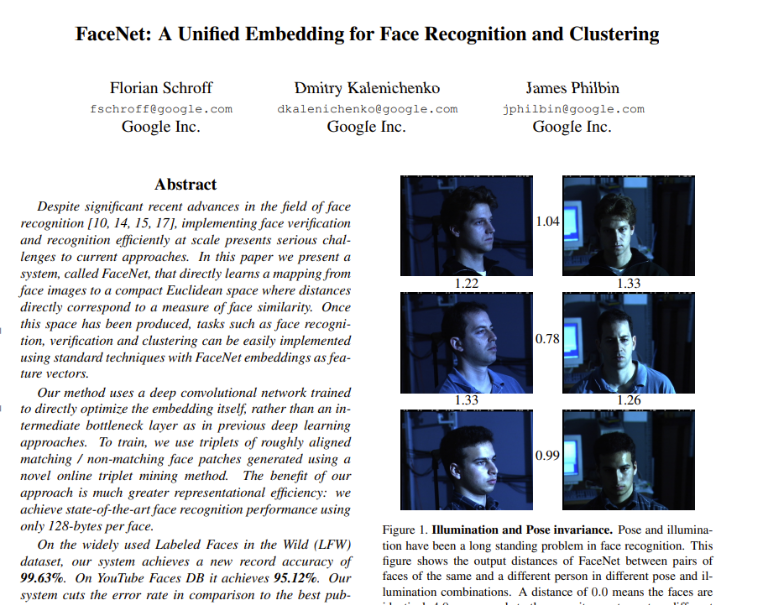 FaceNet: A Unified Embedding for Face Recognition and Clustering
Florian Schroff
fschroff@google.com
Google Inc.
Dmitry Kalenichenko
dkalenichenko@google.com
Google Inc.
James Philbin
jphilbin@google.com
Google Inc.
Abstract
Despite significant recent advances in the field of face
recognition [10, 14, 15, 17], implementing face verification
and recognition efficiently at scale presents serious chal-
lenges to current approaches. In this paper we present a
system, called FaceNet, that directly learns a mapping from
face images to a compact Euclidean space where distances
directly correspond to a measure of face similarity. Once
this space has been produced, tasks such as face recogni-
tion, verification and clustering can be easily implemented
using standard techniques with FaceNet embeddings as fea-
ture vectors.
Our method uses a deep convolutional network trained
to directly optimize the embedding itself, rather than an in-
termediate bottleneck layer as in previous deep learning
approaches. To train, we use triplets of roughly aligned
matching / non-matching face patches generated using a
novel online triplet mining method. The benefit of our
approach is much greater representational efficiency: we
achieve state-of-the-art face recognition performance using
only 128-bytes per face.
On the widely used Labeled Faces in the Wild (LFW)
dataset, our system achieves a new record accuracy of
99.63%. On YouTube Faces DB it achieves 95.12%. Our
system cuts the error rate in comparison to the best pub-
1.04
1.22 1.33
0.78
1.33 1.26
0.99
Figure 1. Illumination and Pose invariance. Pose and illumina-
tion have been a long standing problem in face recognition. This
figure shows the output distances of FaceNet between pairs of
faces of the same and a different person in different pose and il-
lumination combinations. A distance of 0.0 means the faces are